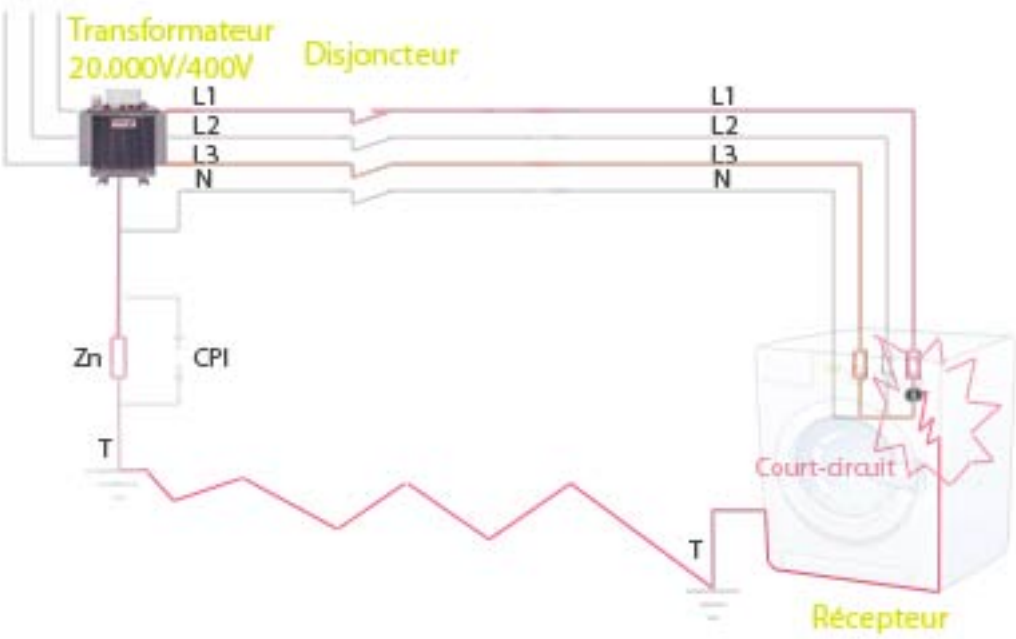 Transformateur
20.000V/400V
Disjoncteur
L1
L1
L2
L2
L3
L3
N
N
Zn
CPI
T
Court-circuit
T
Récepteur